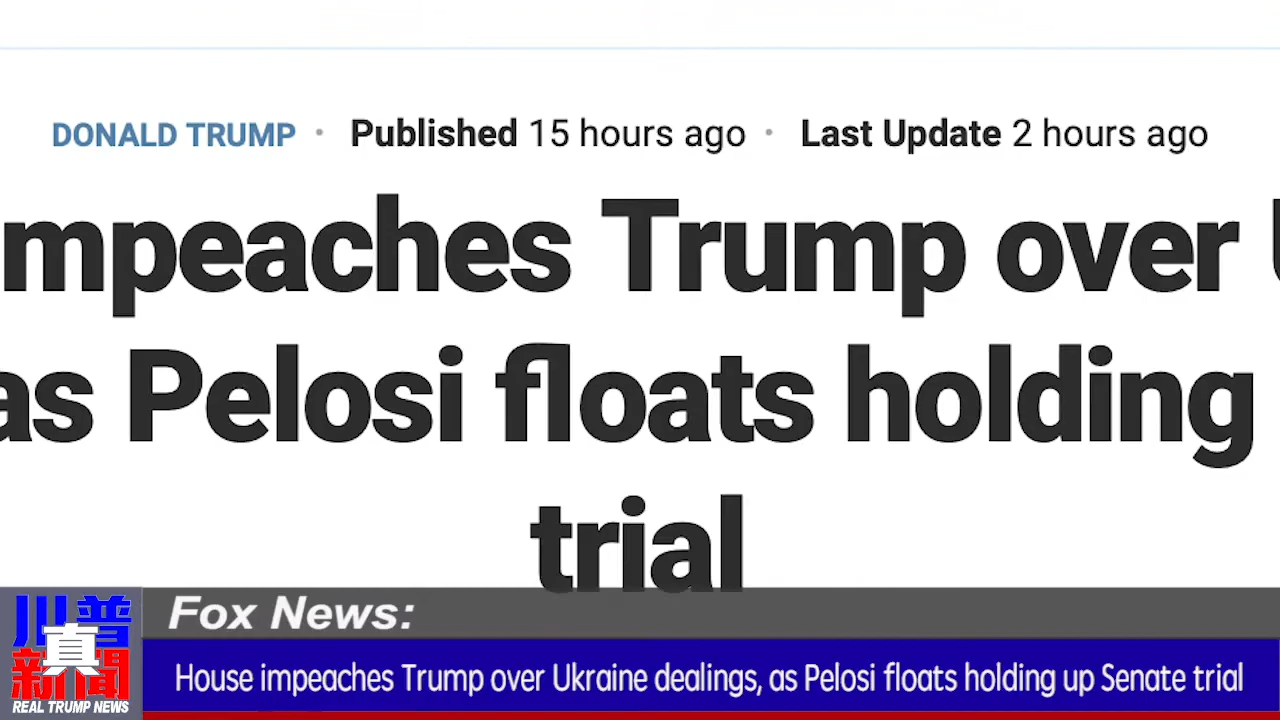 DONALD TRUMP · Published 15 hours ago · Last Update 2 hours ago
mpeaches Trump over
as Pelosi floats holding
trial
Fox News:
House impeaches Trump over Ukraine dealings, as Pelosi floats holding up Senate trial
川普
真
新聞
REAL TRUMP NEWS